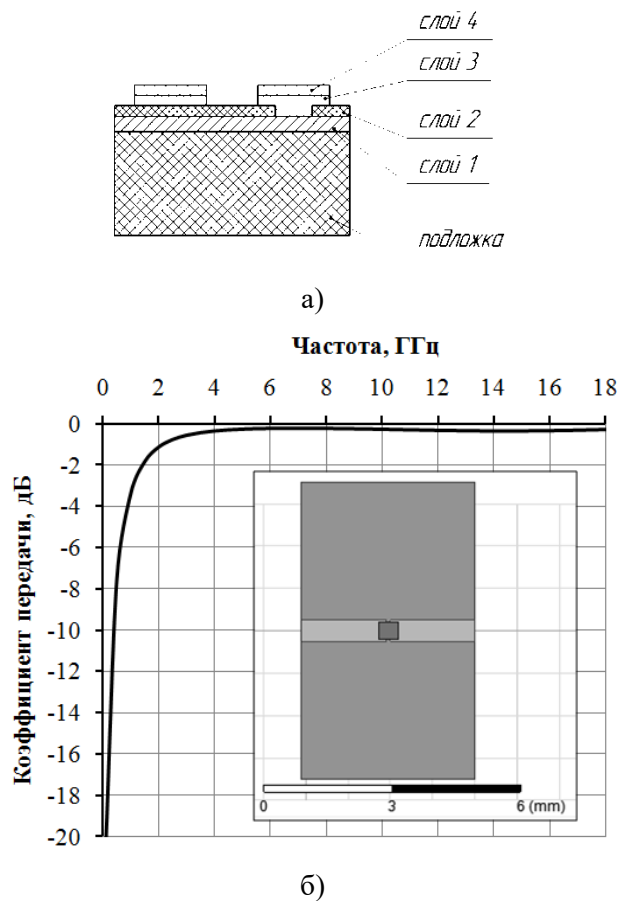 слой 4
слой 3
слой 2
слой 1
подложка
а)
Частота, ГГц
0 2 4 6 8 10 12 14 16 18
Коэффициент передачи, дБ
0
-2
-4
-6
-8
-10
-12
-14
-16
-18
-20
0 3 6 (mm)
б)